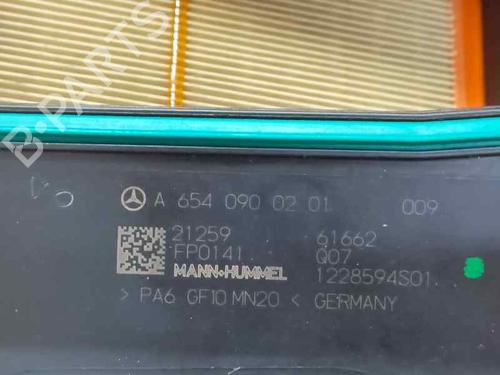 B-PARTS
A 654 090 02 01 009
21259 61662
FP0141 Q07
MANN+HUMMEL 1228594S01
> PA6 GF10 MN20 < GERMANY